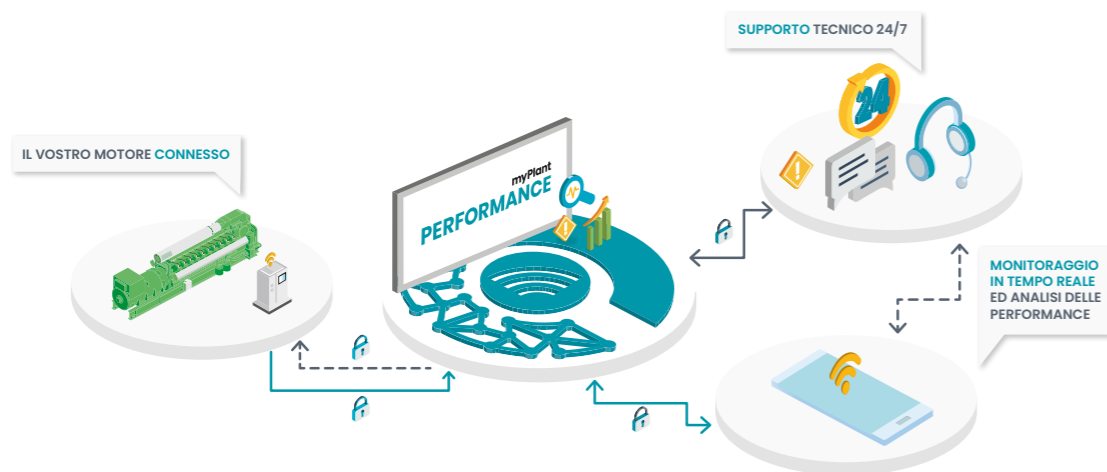 SUPPORTO TECNICO 24/7
24
IL VOSTRO MOTORE CONNESSO
myPlant
PERFORMANCE
MONITORAGGIO
IN TEMPO REALE
ED ANALISI DELLE
PERFORMANCE